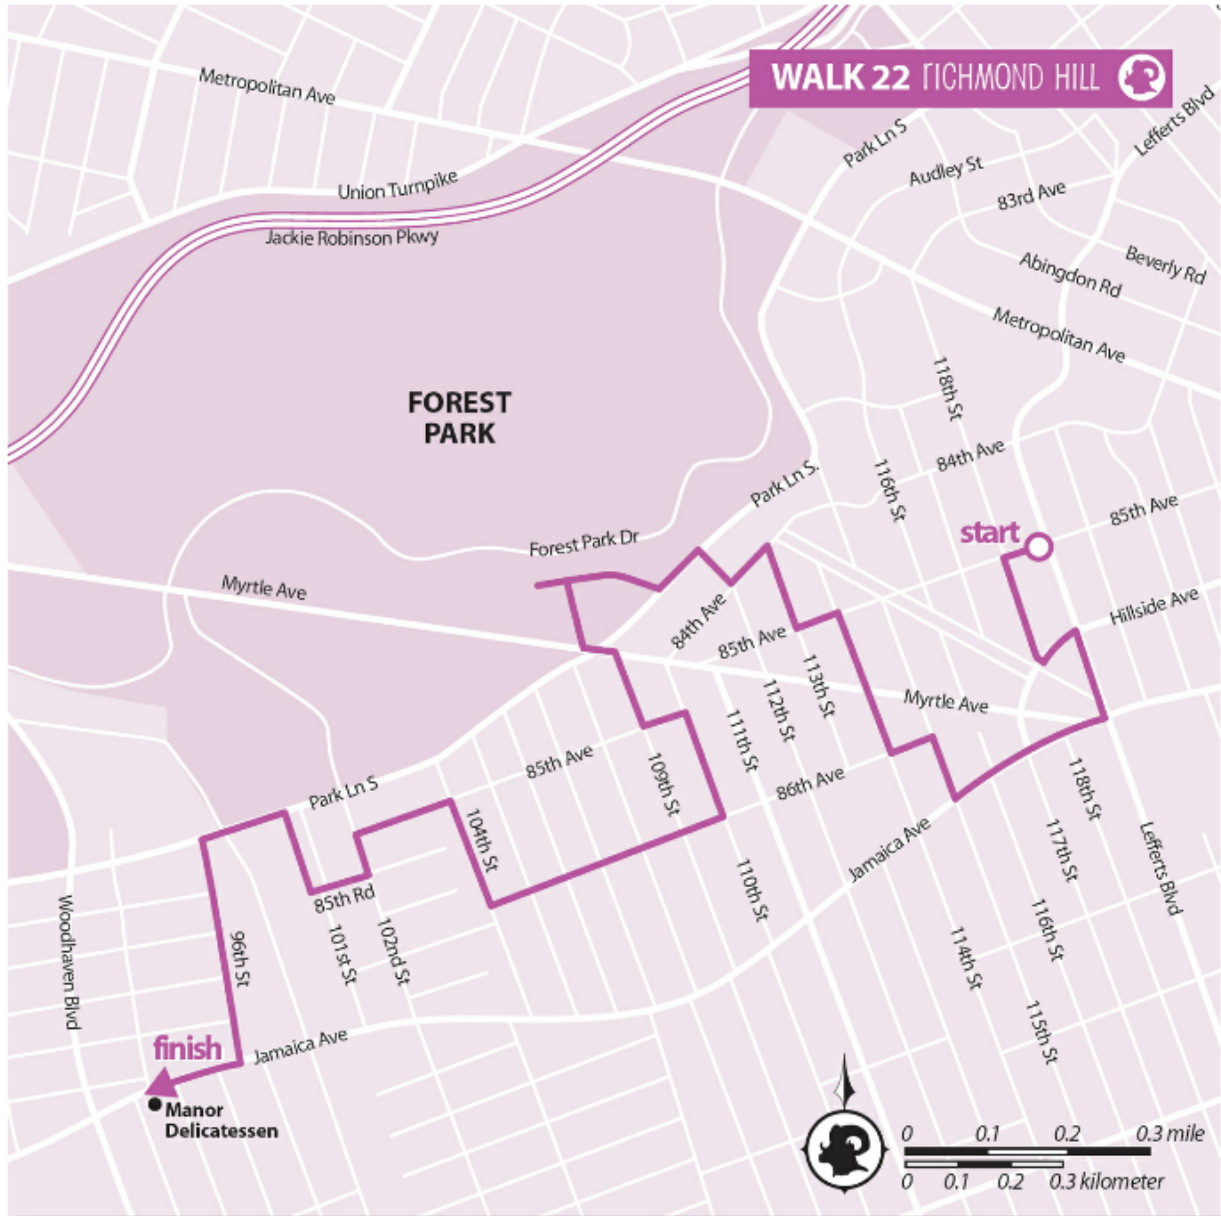 WALK 22 RICHMOND HILL
Metropolitan Ave
Park Ln S
Lefferts Blvd
Audley St
Union Turnpike
83rd Ave
Jackie Robinson Pkwy
Beverly Rd
Abingdon Rd
Metropolitan Ave
118th St
FOREST
PARK
84th Ave
Park Ln S.
116th St
85th Ave
start
Forest Park Dr
Myrtle Ave
Hillside Ave
84th Ave
85th Ave
113th St
Myrtle Ave
112th St
111th St
85th Ave
109th St
86th Ave
118th St
Park Ln S
104th St
Jamaica Ave
117th St
Lefferts Blvd
110th St
85th Rd
Woodhaven Blvd
96th St
101st St
102nd St
116th St
114th St
115th St
Jamaica Ave
finish
Manor
Delicatessen
0 0.1 0.2 0.3 mile
0 0.1 0.2 0.3 kilometer